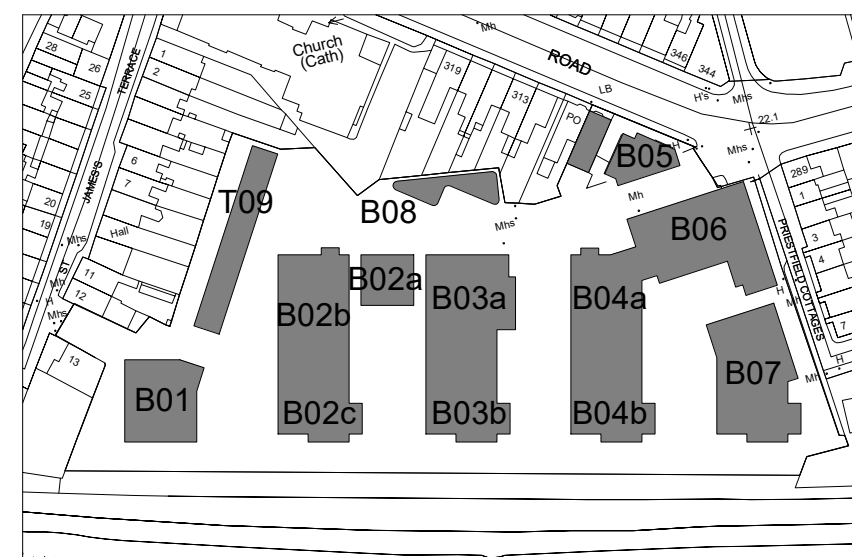 28
26
25
TERRACE
1
2
6
7
20
19
JAMES'S
ST
Mhs
Hall
11
12
Mh
H
Mhs
13
Church
(Cath)
Mh
ROAD
319
313
LB
PO
346
344
H's
Mhs
22.1
Mhs
H
289
1
3
4
7
PRIESTFIELD COTTAGES
H
Mh
H
Mh
Mh
Mhs
T09
B08
B05
B06
B02a
B02b
B03a
B04a
B07
B01
B02c
B03b
B04b